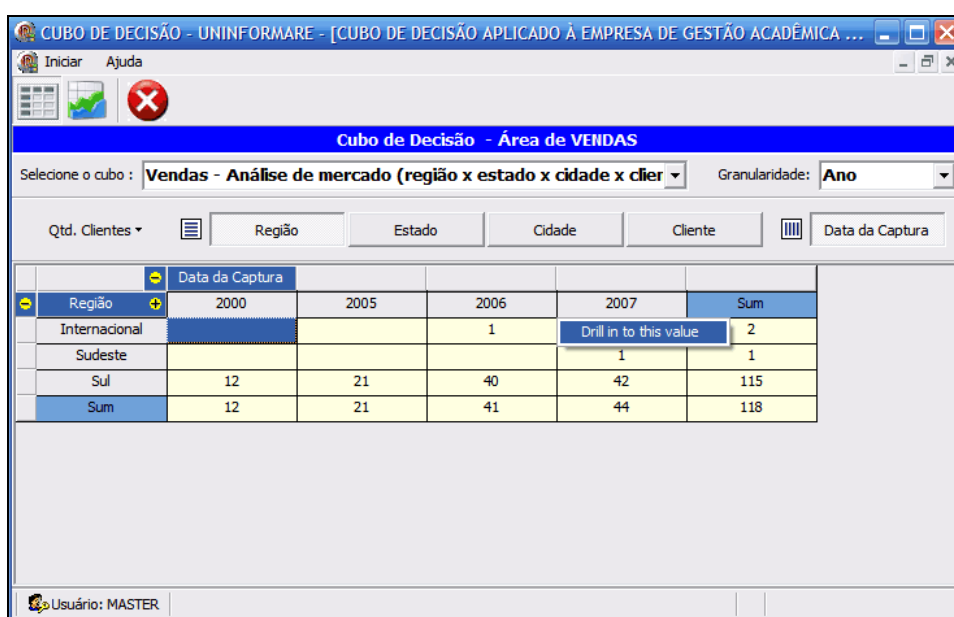 CUBO DE DECISÃO - UNINFORMARE - [CUBO DE DECISÃO APLICADO À EMPRESA DE GESTÃO ACADÊMICA ...
Iniciar Ajuda
Cubo de Decisão - Área de VENDAS
Selecione o cubo : Vendas - Análise de mercado (região x estado x cidade x clier Granularidade: Ano
Qtd. Clientes Região Estado Cidade Cliente Data da Captura
Data da Captura
Região 2000 2005 2006 2007 Sum
Internacional 1 Drill in to this value 2
Sudeste 1 1
Sul 12 21 40 42 115
Sum 12 21 41 44 118
Usuário: MASTER